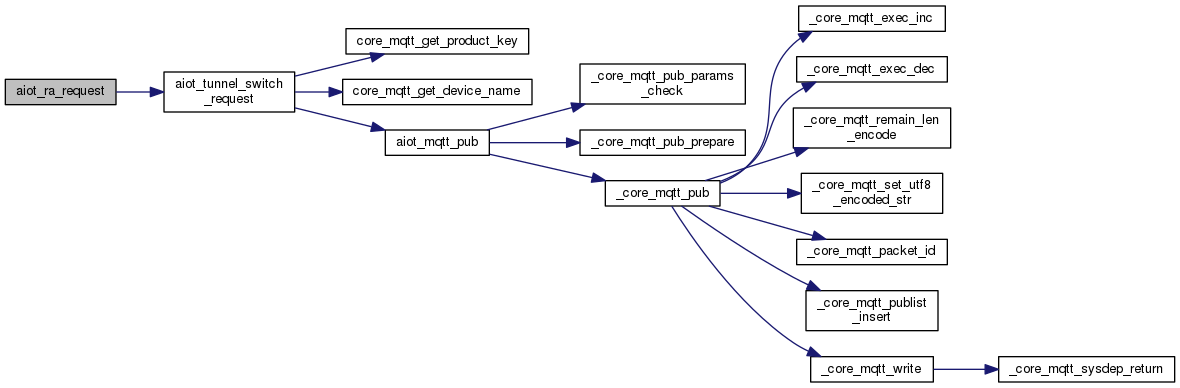 aiot_ra_request
aiot_tunnel_switch
_request
core_mqtt_get_product_key
core_mqtt_get_device_name
aiot_mqtt_pub
_core_mqtt_pub_params
_check
_core_mqtt_pub_prepare
_core_mqtt_pub
_core_mqtt_exec_inc
_core_mqtt_exec_dec
_core_mqtt_remain_len
_encode
_core_mqtt_set_utf8
_encoded_str
_core_mqtt_packet_id
_core_mqtt_publist
_insert
_core_mqtt_write
_core_mqtt_sysdep_return